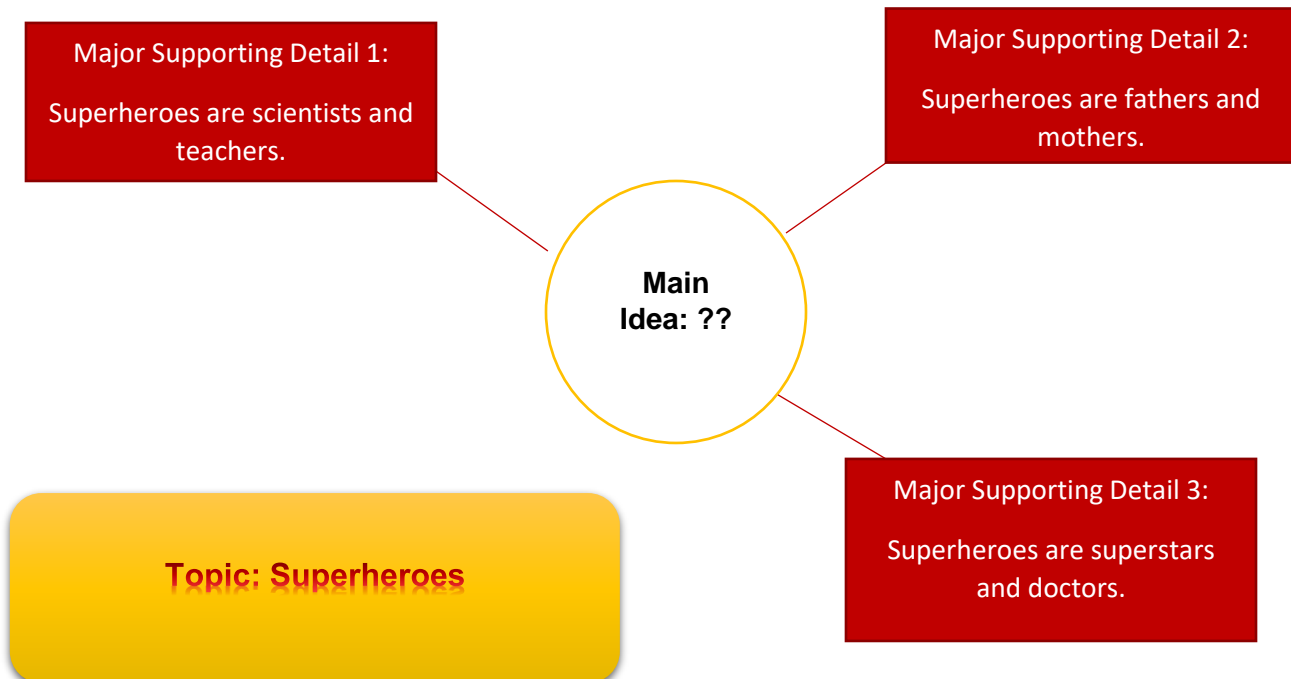 Major Supporting Detail 1:
Superheroes are scientists and
teachers.
Major Supporting Detail 2:
Superheroes are fathers and
mothers.
Main
Idea: ??
Major Supporting Detail 3:
Superheroes are superstars
and doctors.
Topic: Superheroes